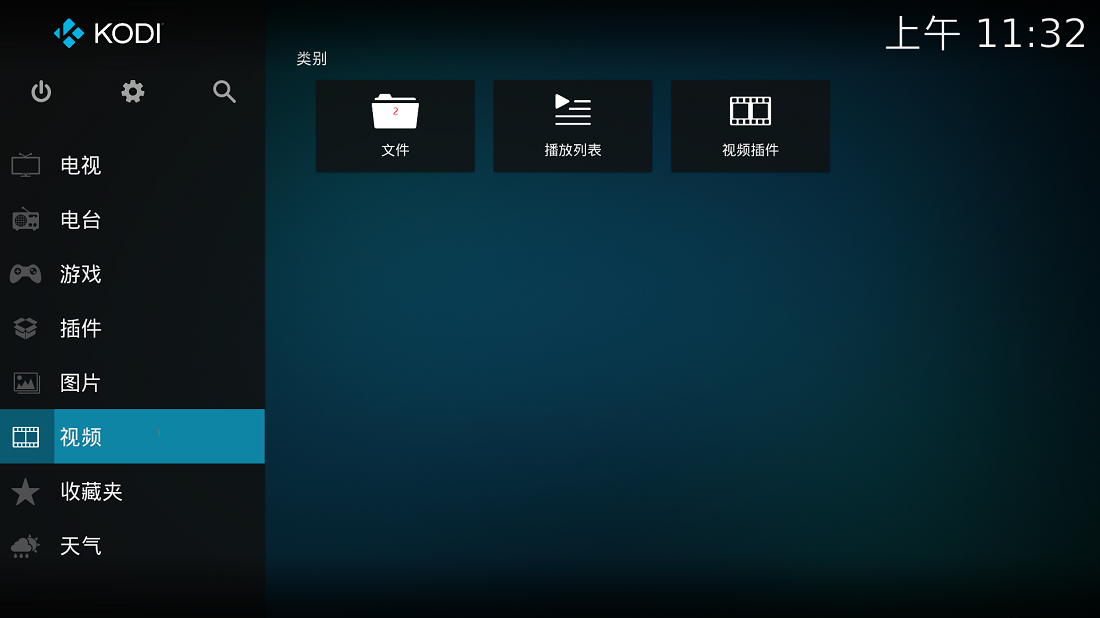 KODI
上午 11:32
类别
2
文件
播放列表
视频插件
电视
电台
游戏
插件
图片
视频
1
收藏夹
天气